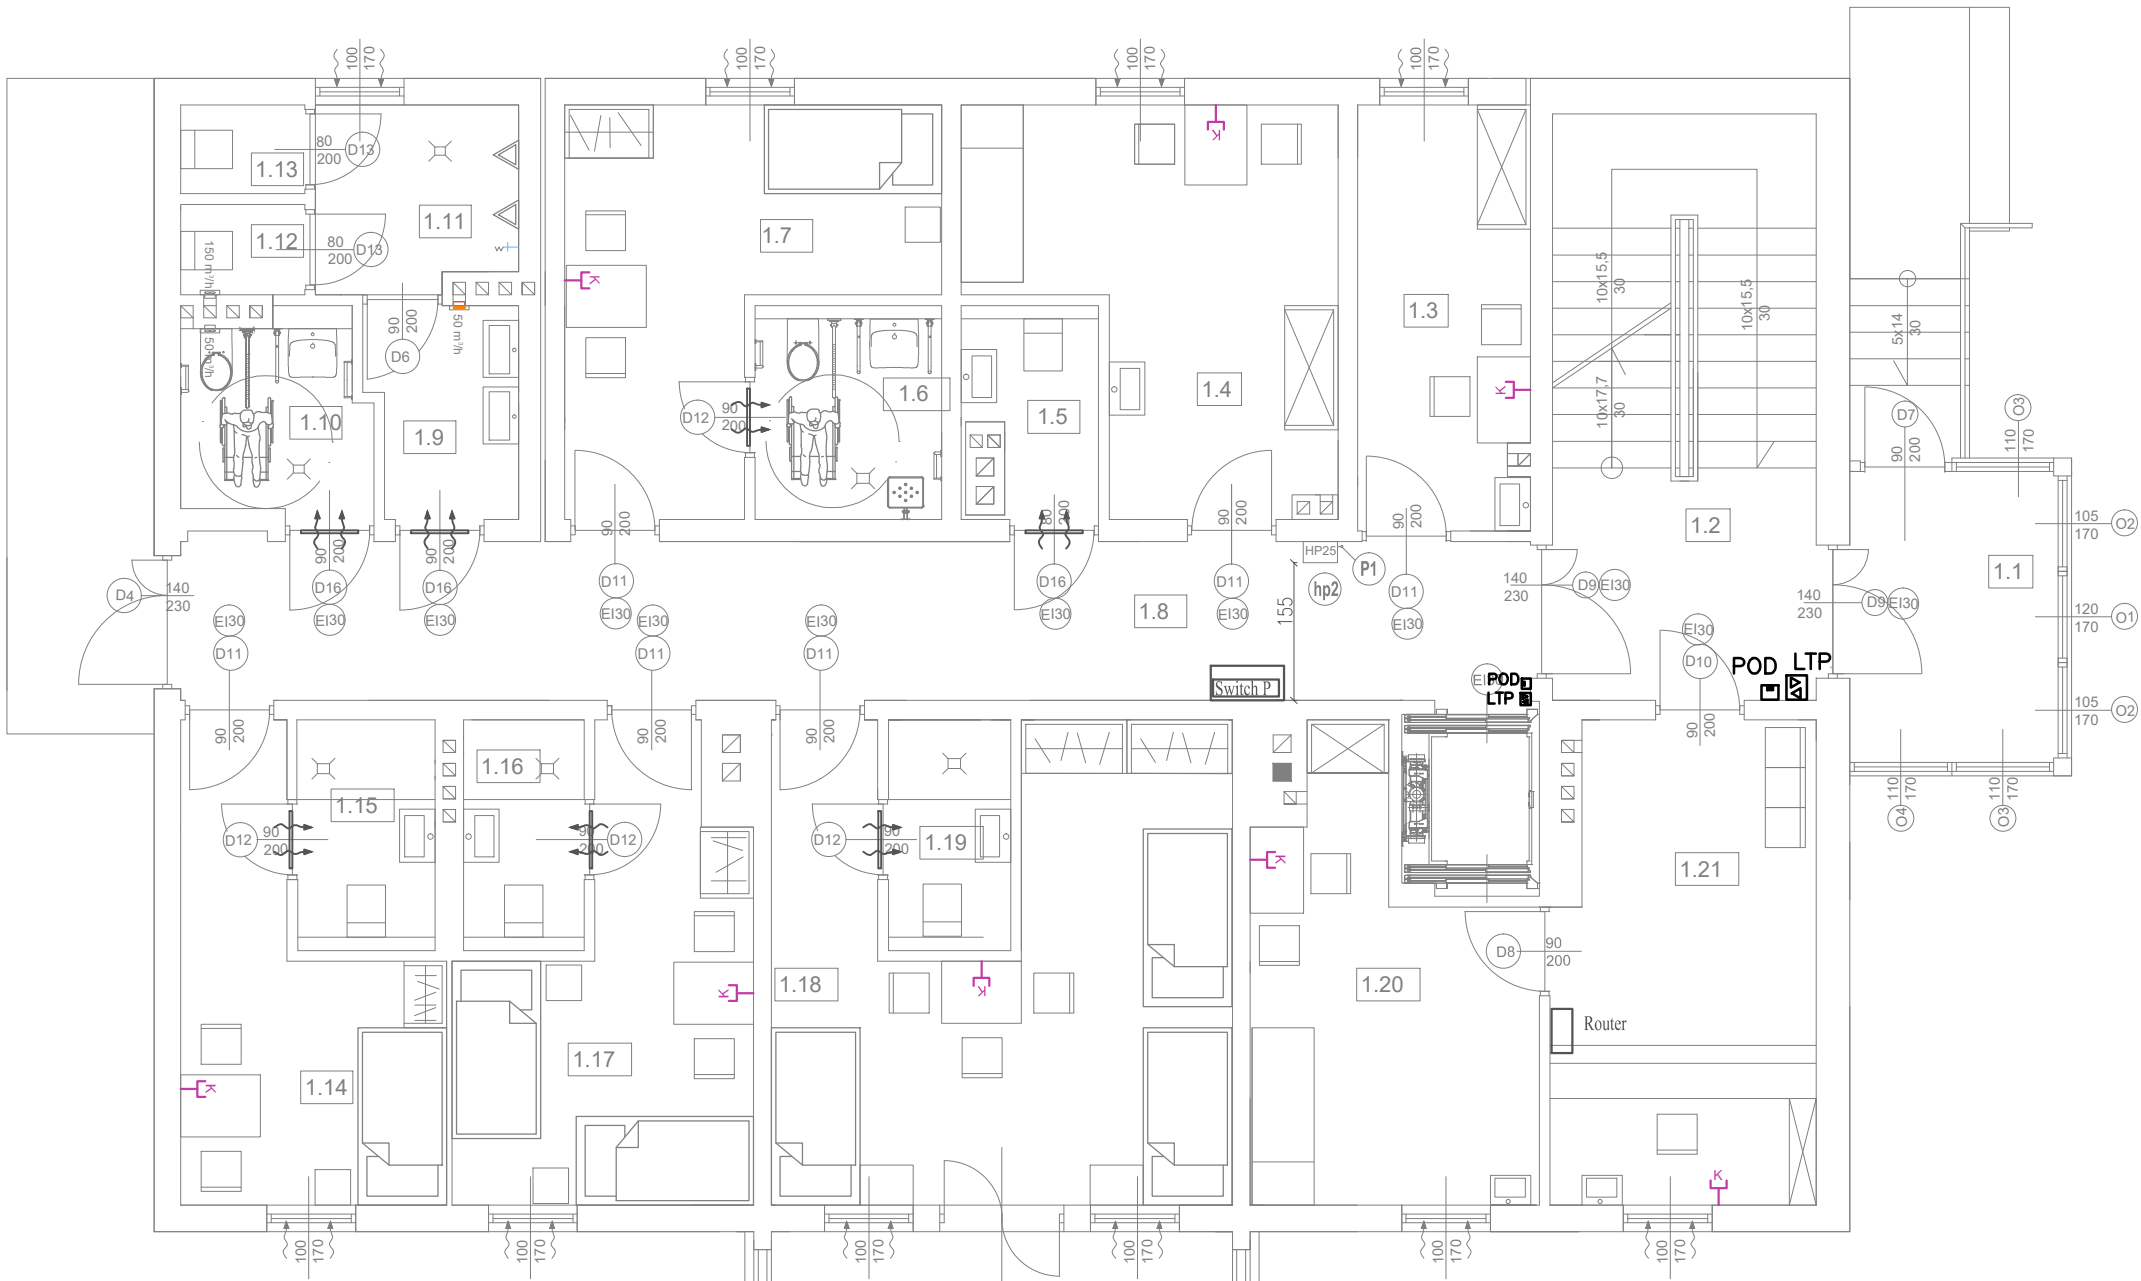 100
170
100
170
100
170
100
170
80
200
D13
1.13
80
200
D13
1.12
1.11
w
150 m³/h
50 m³/h
50 m³/h
90
200
D6
1.10
1.9
1.7
K
K
1.3
K
1.4
1.5
1.6
D12
90
200
10x15,5
30
10x15,5
30
10x17,7
30
5x14
30
D7
90
200
O3
110
170
1.2
1.1
105
170
O2
120
170
O1
105
170
O2
90
200
D16
EI30
90
200
D16
EI30
90
200
D11
EI30
80
200
D16
EI30
90
200
D11
EI30
HP25
P1
hp2
90
200
D11
EI30
140
230
D9
EI30
140
230
D9
EI30
D4
140
230
1.8
155
EI30
D11
EI30
D11
EI30
D11
EI30
D10
POD
LTP
EI30
POD
LTP
Switch P
90
200
90
200
90
200
90
200
110
170
O4
110
170
O3
1.16
1.15
D12
90
200
90
200
D12
D12
90
200
1.19
K
1.21
D8
90
200
1.18
K
K
1.20
Router
1.17
1.14
K
K
100
170
100
170
100
170
100
170
100
170
100
170